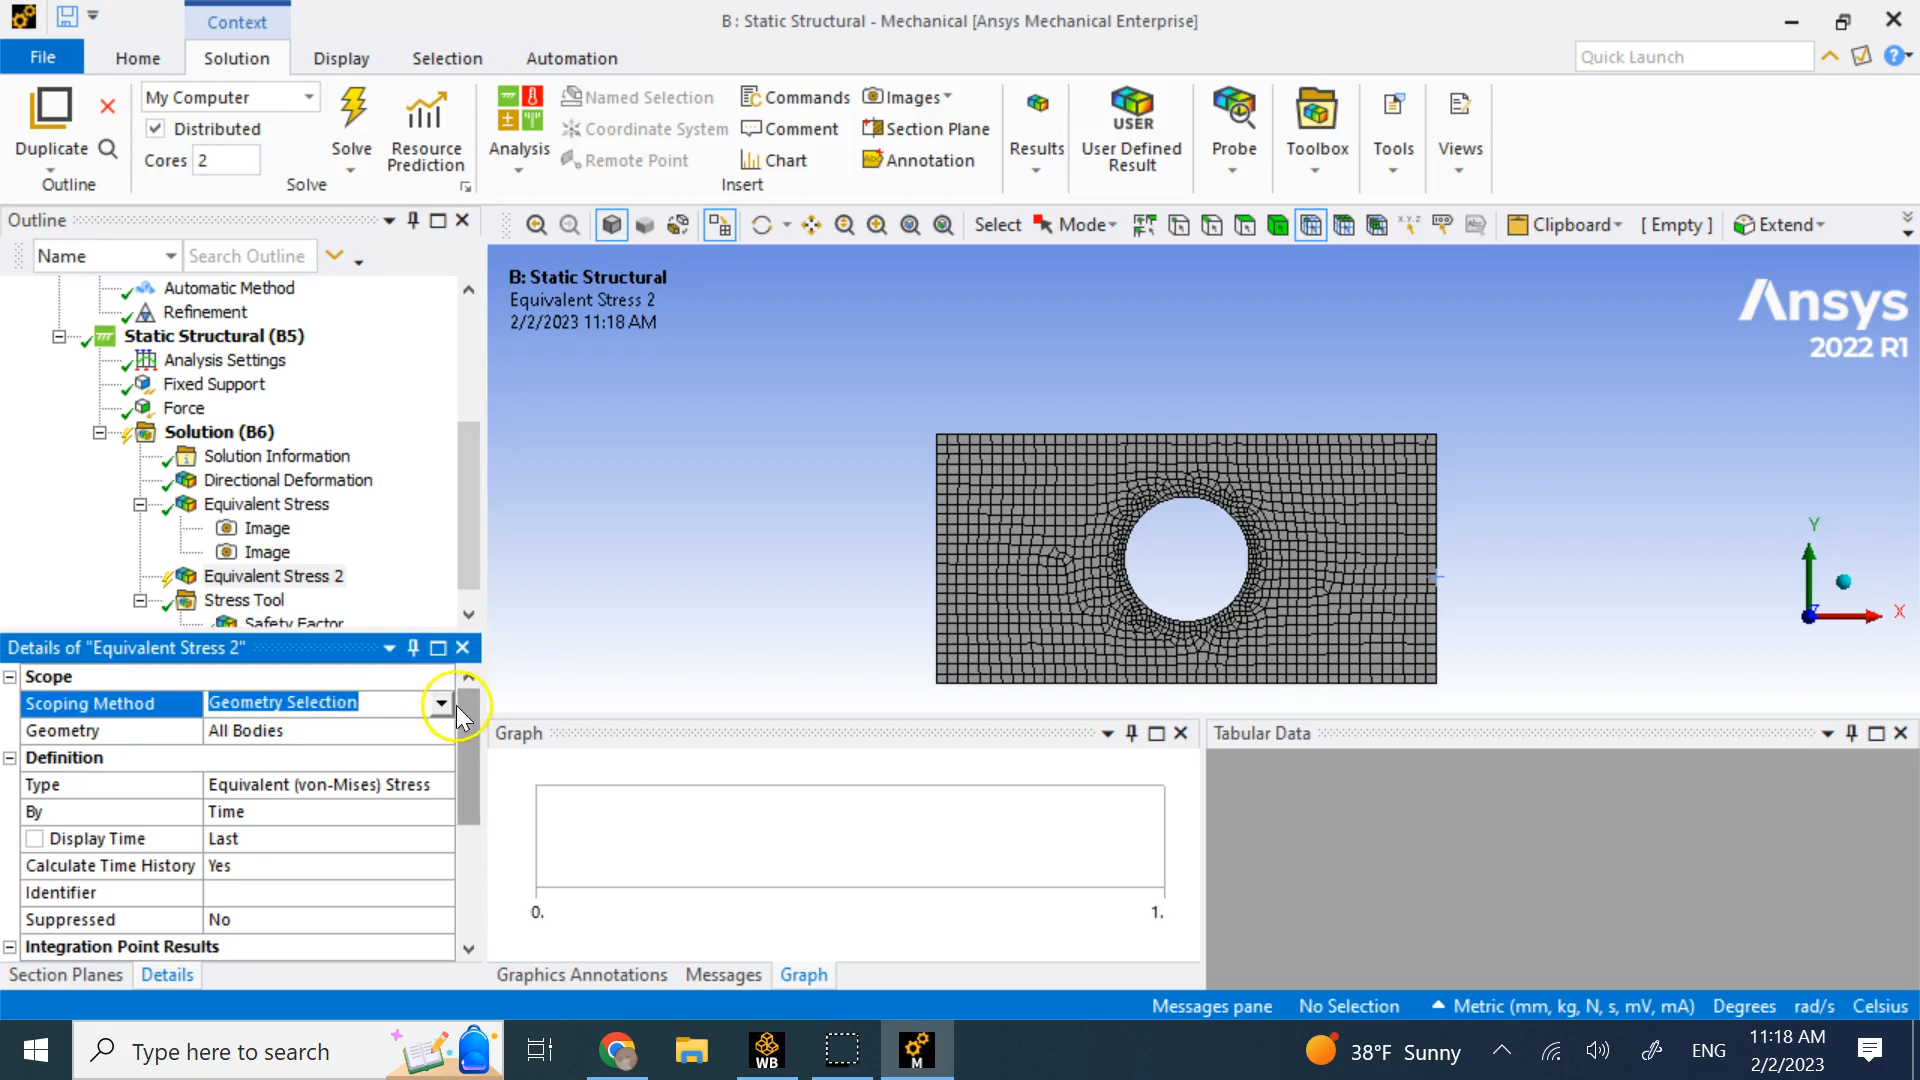 Context
B : Static Structural - Mechanical [Ansys Mechanical Enterprise]
File
Home
Solution
Display
Selection
Automation
Quick Launch
Duplicate
My Computer
Distributed
Cores 2
Solve
Resource
Prediction
Analysis
Named Selection
Coordinate System
Remote Point
Commands
Comment
Chart
Images
Section Plane
Annotation
Results
USER
User Defined
Result
Probe
Toolbox
Tools
Views
Outline
Solve
Insert
Outline
Name
Search Outline
Select
Mode
Clipboard
[ Empty ]
Extend
Automatic Method
Refinement
Static Structural (B5)
Analysis Settings
Fixed Support
Force
Solution (B6)
Solution Information
Directional Deformation
Equivalent Stress
Image
Image
Equivalent Stress 2
Stress Tool
Safety Factor
B: Static Structural
Equivalent Stress 2
2/2/2023 11:18 AM
Ansys
2022 R1
Y
X
Details of "Equivalent Stress 2"
Scope
Scoping Method Geometry Selection
Geometry All Bodies
Definition
Type Equivalent (von-Mises) Stress
By Time
Display Time Last
Calculate Time History Yes
Identifier
Suppressed No
Integration Point Results
Section Planes
Details
Graph
0.
1.
Graphics Annotations
Messages
Graph
Tabular Data
Messages pane
No Selection
Metric (mm, kg, N, s, mV, mA)
Degrees
rad/s
Celsius
Type here to search
WB
M
38°F Sunny
ENG
11:18 AM
2/2/2023